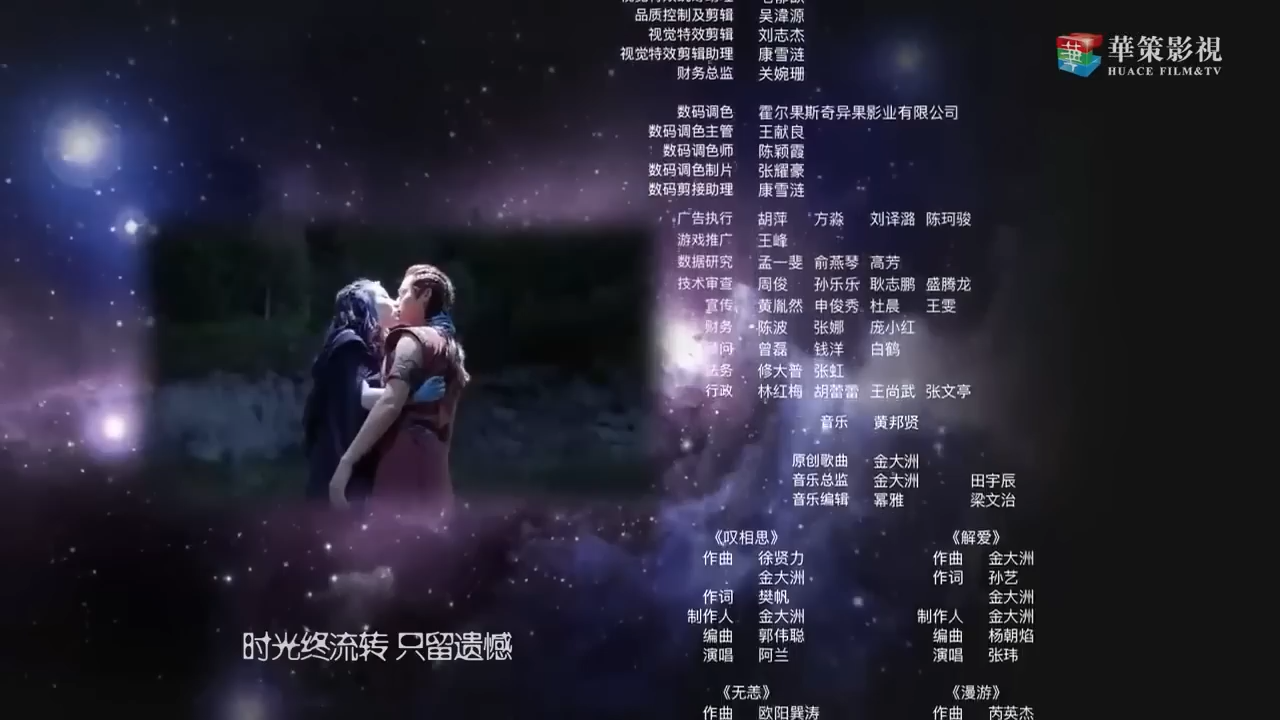 品质控制及剪辑 吴湋源
视觉特效剪辑 刘志杰
视觉特效剪辑助理 康雪涟
财务总监 关婉珊
華策影視
HUACE FILM&TV
数码调色 霍尔果斯奇异果影业有限公司
数码调色主管 王献良
数码调色师 陈颖霞
数码调色制片 张耀豪
数码剪接助理 康雪涟
广告执行 胡萍 方淼 刘译潞 陈珂骏
游戏推广 王峰
数据研究 孟一斐 俞燕琴 高芳
技术审查 周俊 孙乐乐 耿志鹏 盛腾龙
宣传 黄胤然 申俊秀 杜晨 王雯
财务 陈波 张娜 庞小红
顾问 曾磊 钱洋 白鹤
法务 修大普 张虹
行政 林红梅 胡蕾蕾 王尚武 张文亭
音乐 黄邦贤
原创歌曲 金大洲
音乐总监 金大洲 田宇辰
音乐编辑 幂雅 梁文治
《叹相思》 《解爱》
作曲 徐贤力 作曲 金大洲
金大洲 作词 孙艺
作词 樊帆 金大洲
制作人 金大洲 制作人 金大洲
编曲 郭伟聪 编曲 杨朝焰
演唱 阿兰 演唱 张玮
时光终流转 只留遗憾
《无恙》 《漫游》
作曲 欧阳巽涛 作曲 芮英杰